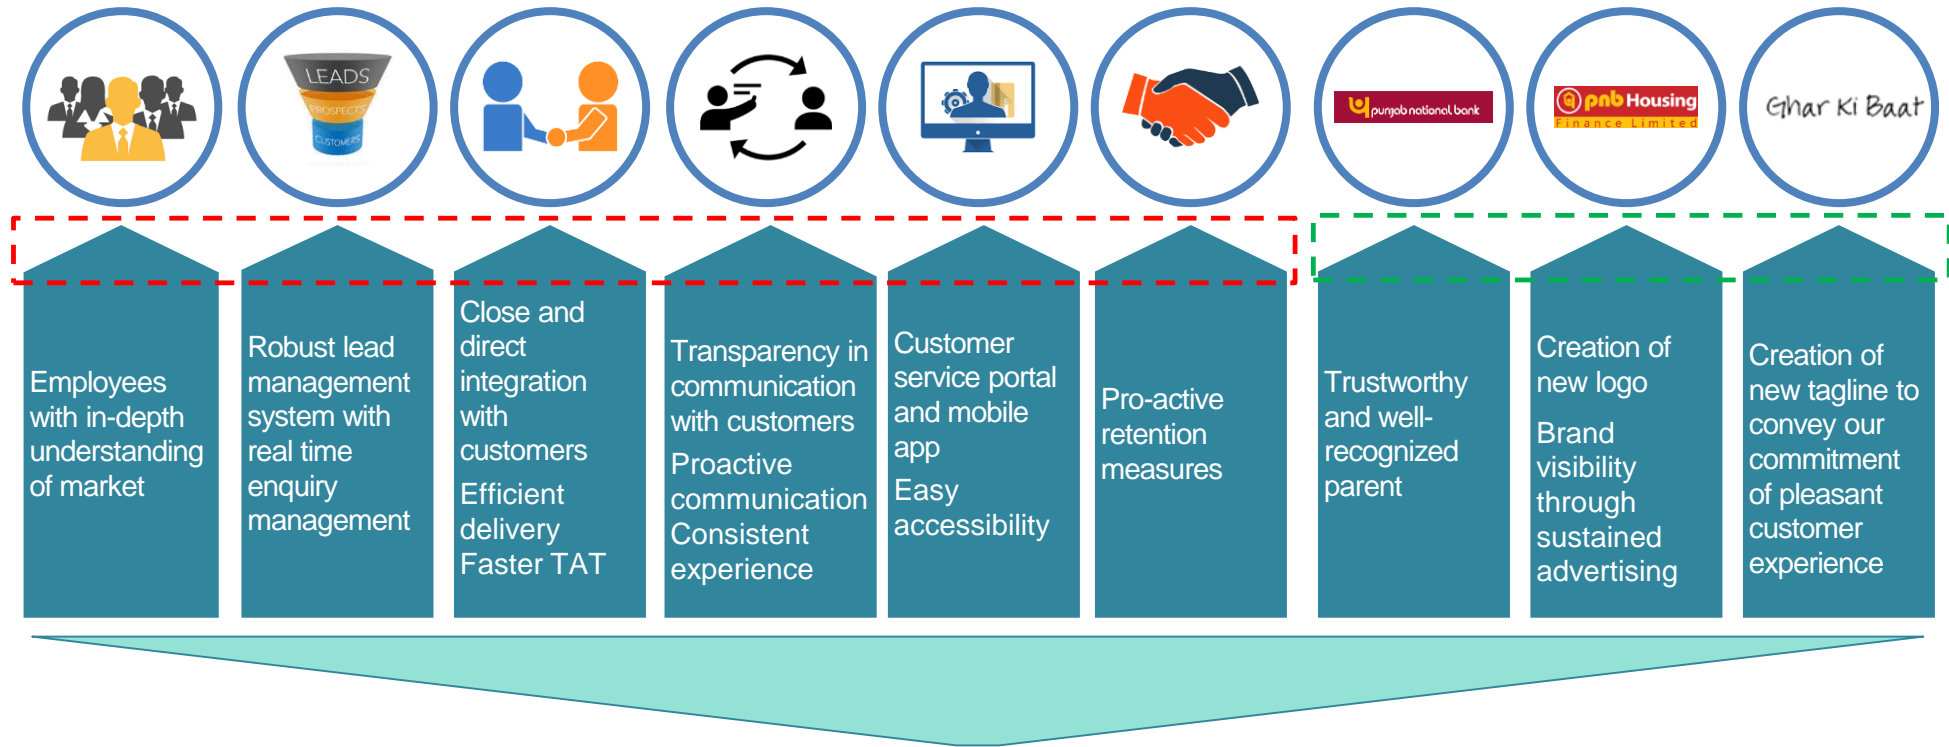 LEADS
PROSPECTS
CUSTOMERS
punjab national bank
pnb Housing
Finance Limited
Ghar Ki Baat
Employees
with in-depth
understanding
of market
Robust lead
management
system with
real time
enquiry
management
Close and
direct
integration
with
customers
Efficient
delivery
Faster TAT
Transparency in
communication
with customers
Proactive
communication
Consistent
experience
Customer
service portal
and mobile
app
Easy
accessibility
Pro-active
retention
measures
Trustworthy
and well-
recognized
parent
Creation of
new logo
Brand
visibility
through
sustained
advertising
Creation of
new tagline to
convey our
commitment
of pleasant
customer
experience